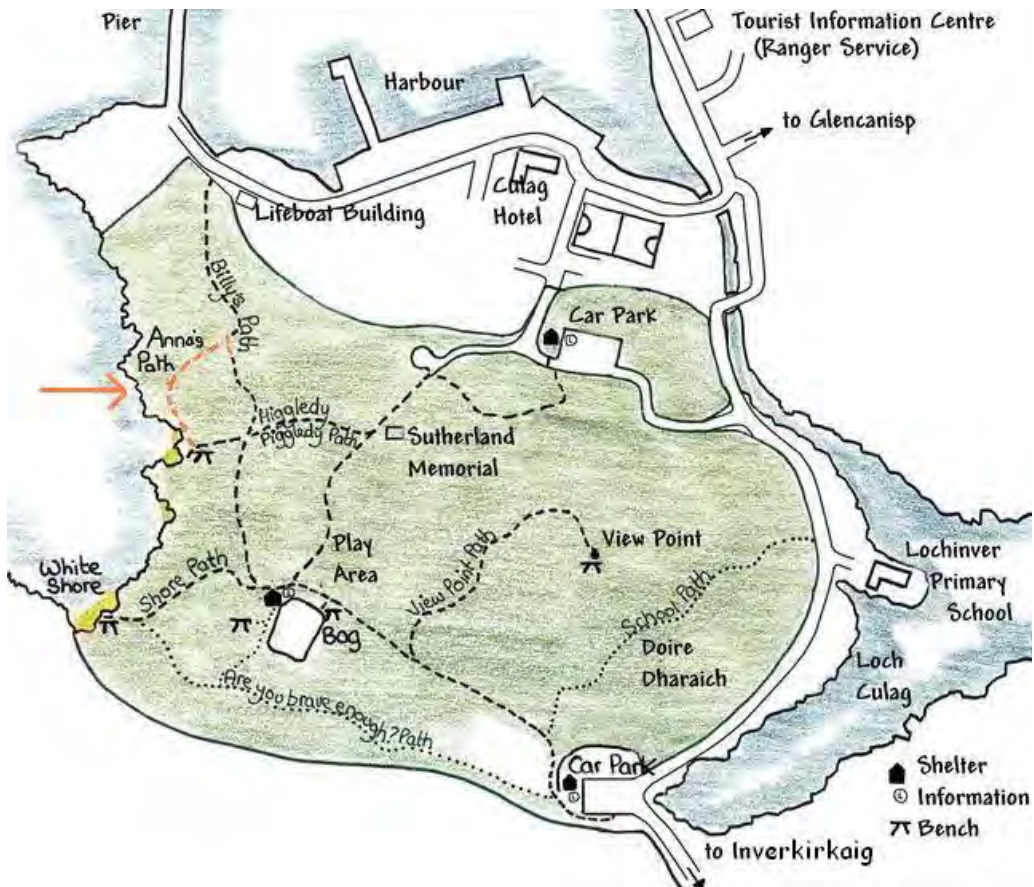 Pier
Tourist Information Centre
(Ranger Service)
Harbour
to Glencanisp
Culag
Hotel
Lifeboat Building
Billy's Path
Car Park
Anna's
Path
Higgledy
Piggledy Path
Sutherland
Memorial
Play
Area
View Point
View Point Path
School Path
Lochinver
Primary
School
White
Shore
Shore Path
Bog
Doire
Dharaich
Loch
Culag
Are you brave enough? Path
Car Park
Shelter
Information
Bench
to Inverkirkaig